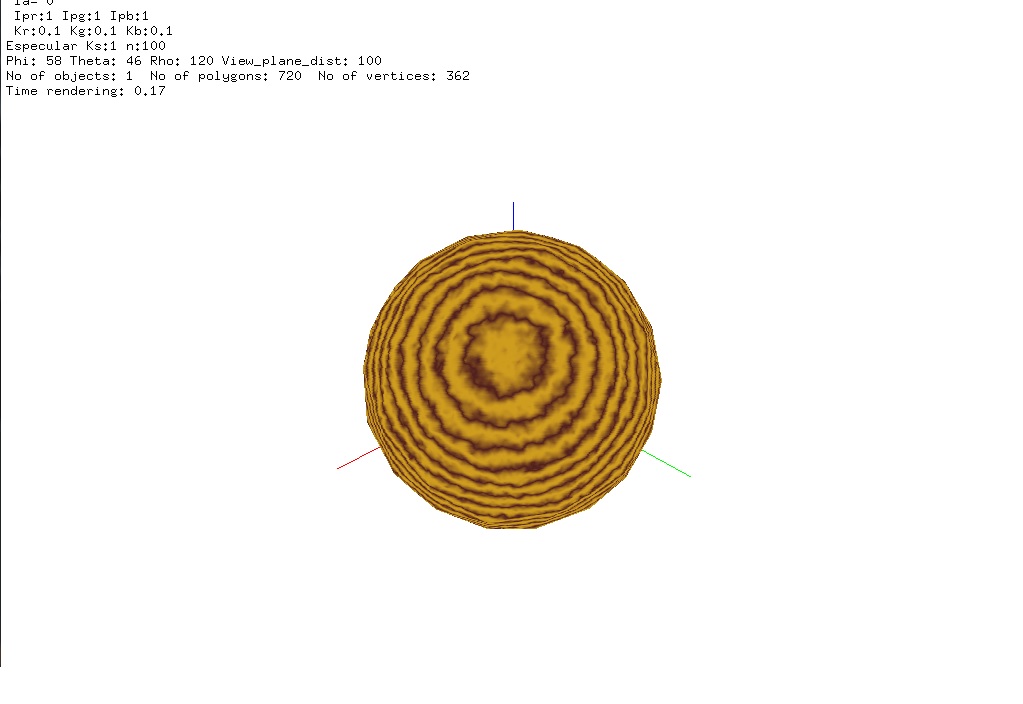 Ia= 0
Ipr:1 Ipg:1 Ipb:1
Kr:0.1 Kg:0.1 Kb:0.1
Especular Ks:1 n:100
Phi: 58 Theta: 46 Rho: 120 View_plane_dist: 100
No of objects: 1  No of polygons: 720  No of vertices: 362
Time rendering: 0.17